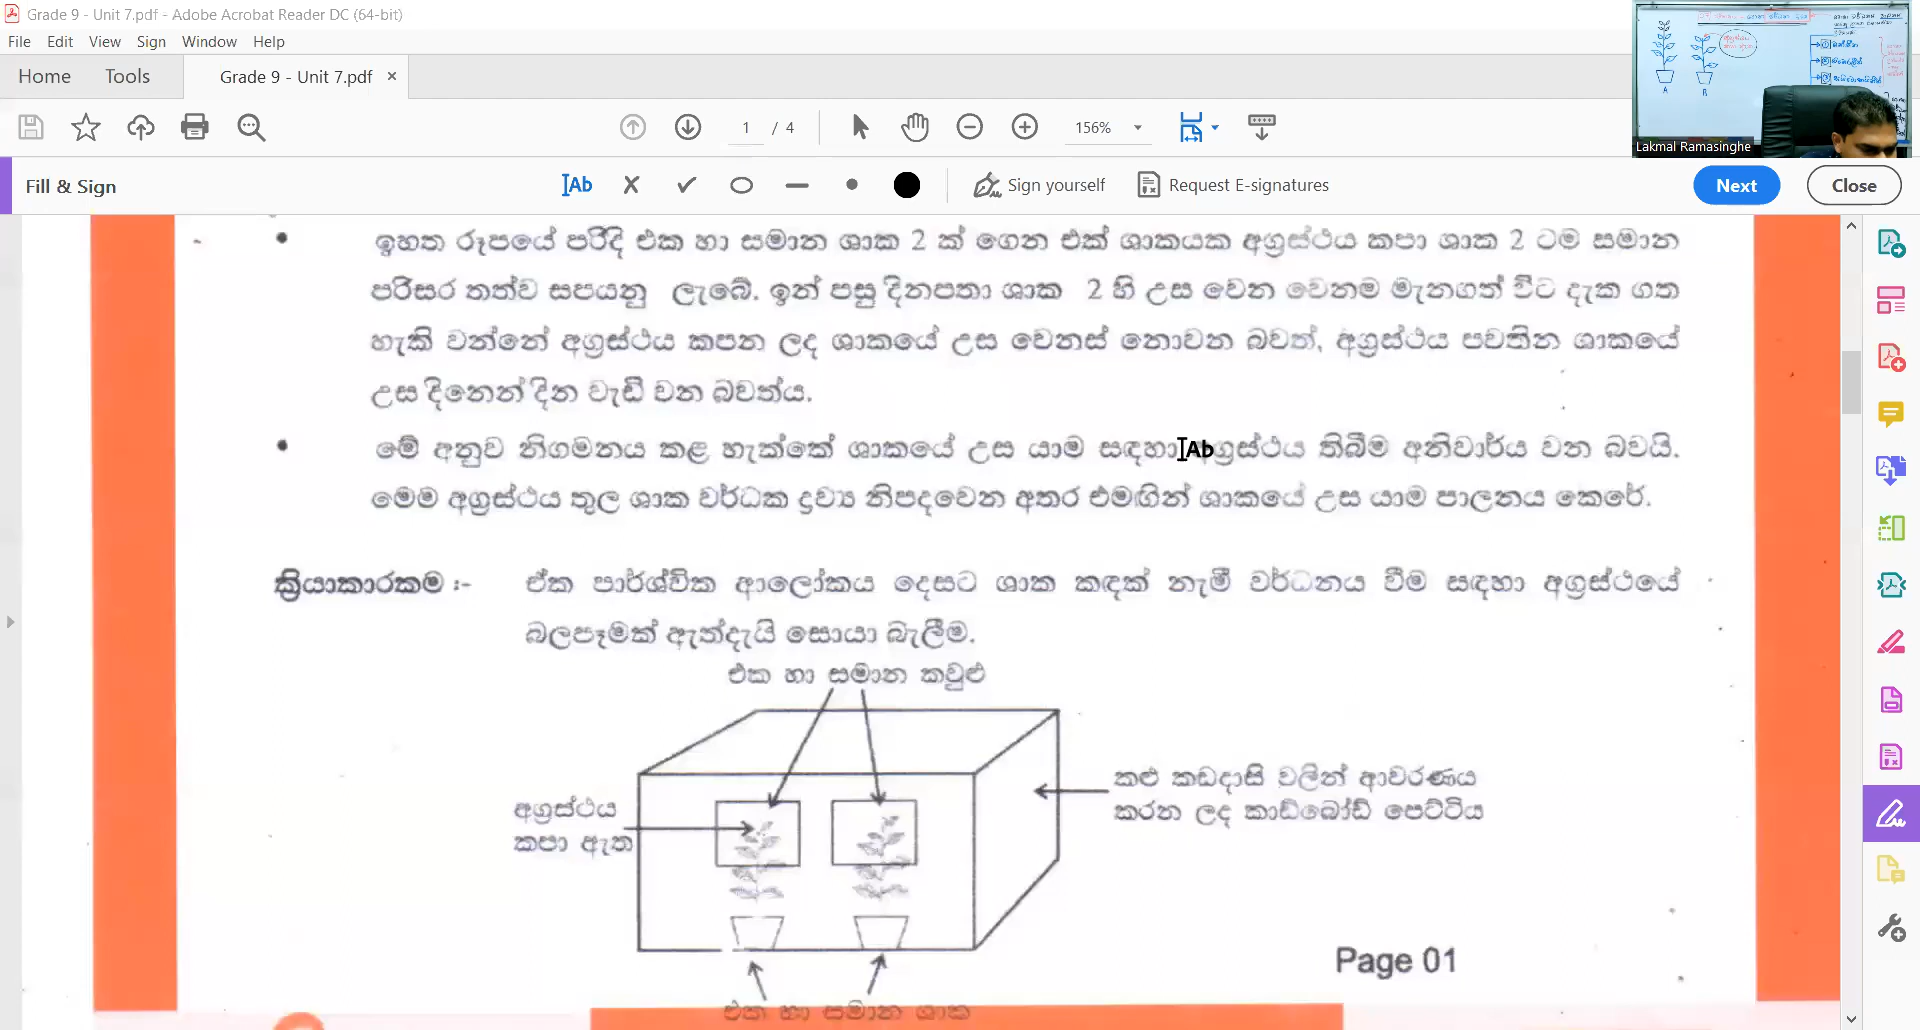 Grade 9 - Unit 7.pdf - Adobe Acrobat Reader DC (64-bit)
File Edit View Sign Window Help
Home Tools Grade 9 - Unit 7.pdf ×
1 / 4 156%
Lakmal Ramasinghe
Fill & Sign Ab Sign yourself Request E-signatures Next Close
• ඉහත රූපයේ පරිදි එක හා සමාන ශාක 2 ක් ගෙන එක් ශාකයක අග්‍රස්ථය කපා ශාක 2 ටම සමාන
පරිසර තත්ව සපයනු ලැබේ. ඉන් පසු දිනපතා ශාක 2 හි උස වෙන වෙනම මැනගත් විට දැක ගත
හැකි වන්නේ අග්‍රස්ථය කපන ලද ශාකයේ උස වෙනස් නොවන බවත්, අග්‍රස්ථය පවතින ශාකයේ
උස දිනෙන් දින වැඩි වන බවත්ය.
• මේ අනුව නිගමනය කළ හැක්කේ ශාකයේ උස යාම සඳහා අග්‍රස්ථය තිබීම අනිවාර්ය වන බවයි.
Ab
මෙම අග්‍රස්ථය තුල ශාක වර්ධක ද්‍රව්‍ය නිපදවෙන අතර එමඟින් ශාකයේ උස යාම පාලනය කෙරේ.
ක්‍රියාකාරකම :- ඒක පාර්ශ්වික ආලෝකය දෙසට ශාක කඳක් නැමී වර්ධනය වීම සඳහා අග්‍රස්ථයේ
බලපෑමක් ඇත්දැයි සොයා බැලීම.
එක හා සමාන කවුළු
අග්‍රස්ථය
කපා ඇත
කළු කඩදාසි වලින් ආවරණය
කරන ලද කාඩ්බෝඩ් පෙට්ටිය
Page 01
එක හා සමාන ශාක